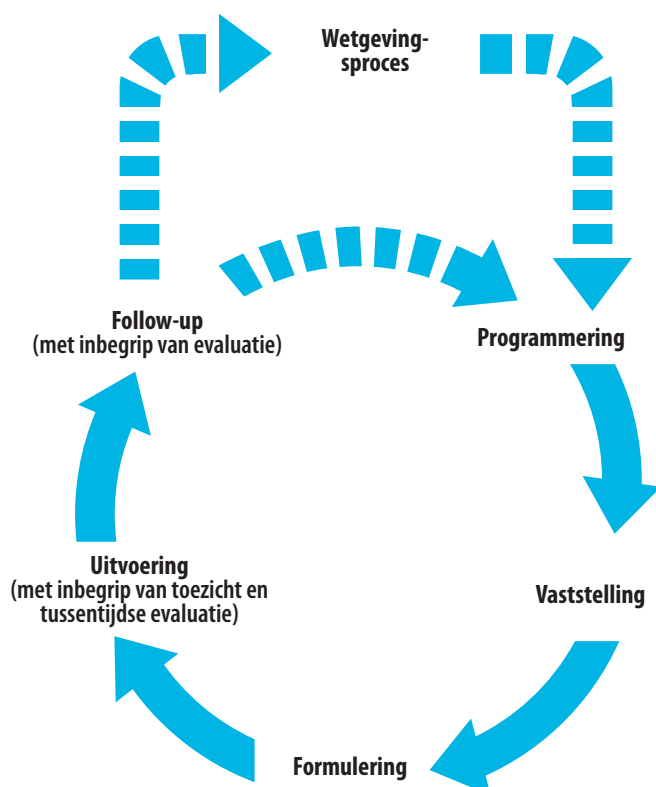 Wetgeving-
sproces
Follow-up
(met inbegrip van evaluatie)
Programmering
Uitvoering
(met inbegrip van toezicht en
tussentijdse evaluatie)
Vaststelling
Formulering